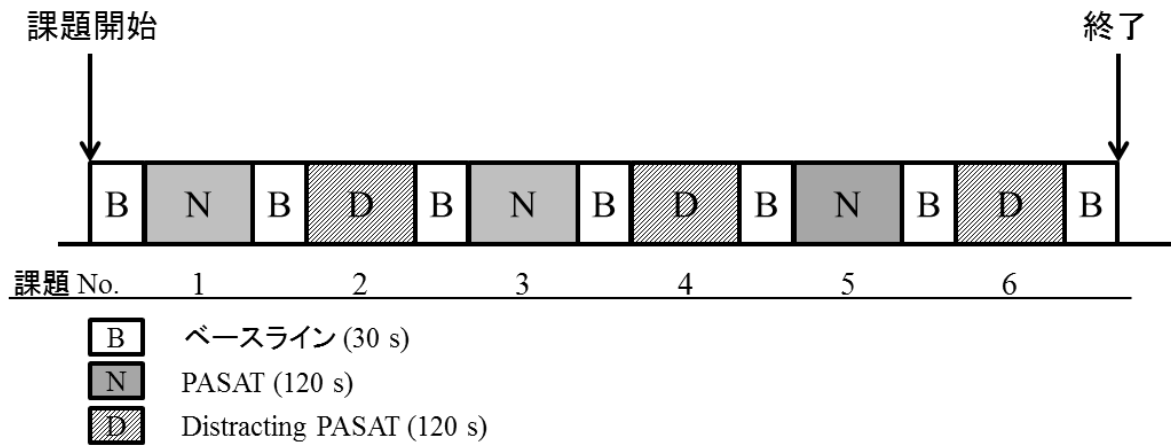 課題開始 終了
B N B D B N B D B N B D B
課題 No. 1 2 3 4 5 6
B ベースライン (30 s)
N PASAT (120 s)
D Distracting PASAT (120 s)